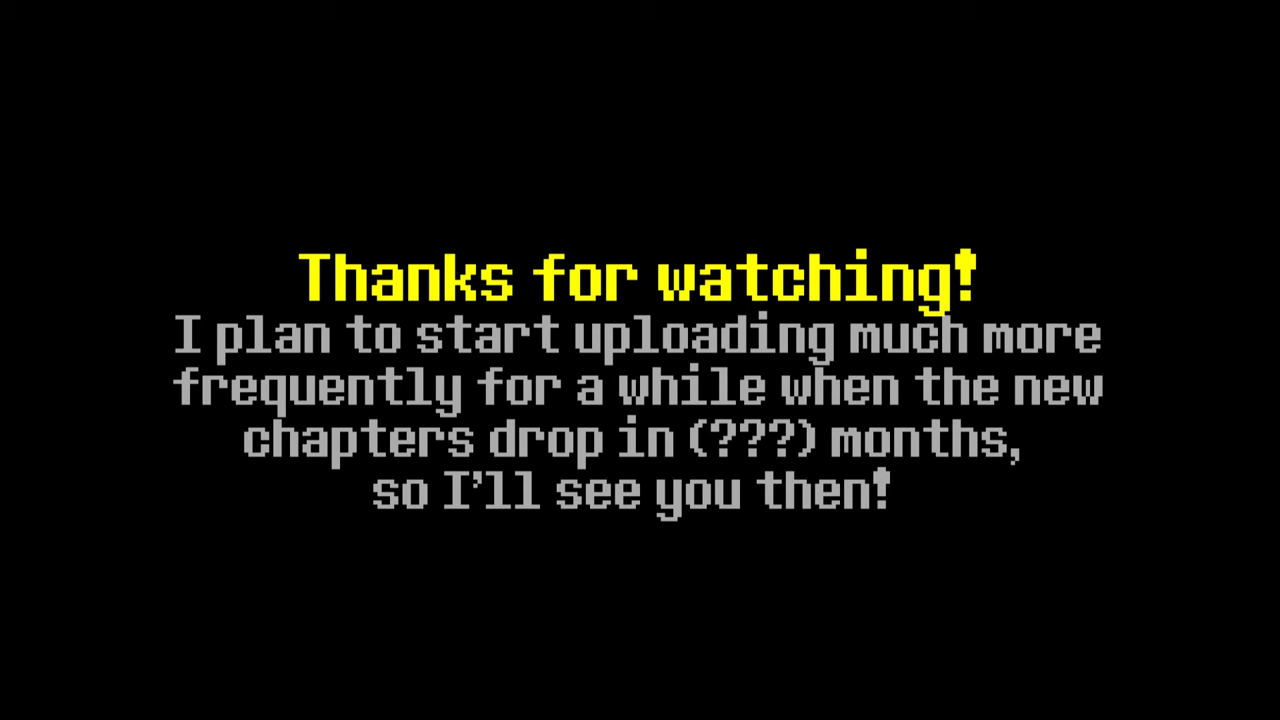 Thanks for watching!
I plan to start uploading much more
frequently for a while when the new
chapters drop in (???) months,
so I'll see you then!